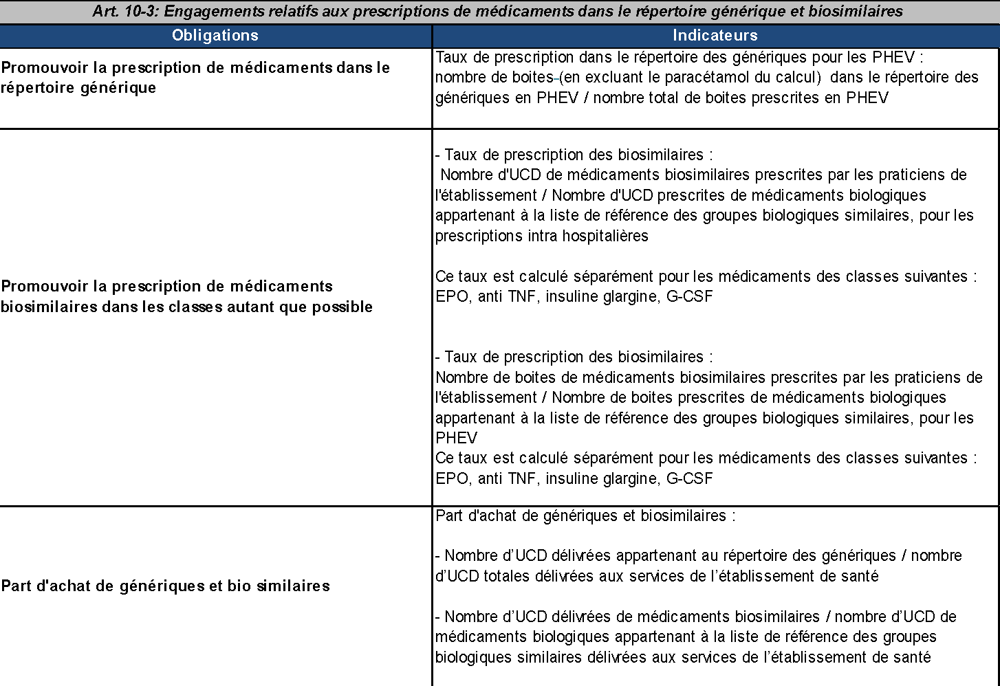 Art. 10-3: Engagements relatifs aux prescriptions de médicaments dans le répertoire générique et biosimilaires
Obligations
Indicateurs
Promouvoir la prescription de médicaments dans le
répertoire générique
Taux de prescription dans le répertoire des génériques pour les PHEV :
nombre de boites-(en excluant le paracétamol du calcul) dans le répertoire des
génériques en PHEV / nombre total de boites prescrites en PHEV
Promouvoir la prescription de médicaments
biosimilaires dans les classes autant que possible
- Taux de prescription des biosimilaires :
Nombre d'UCD de médicaments biosimilaires prescrites par les praticiens de
l'établissement / Nombre d'UCD prescrites de médicaments biologiques
appartenant à la liste de référence des groupes biologiques similaires, pour les
prescriptions intra hospitalières
Ce taux est calculé séparément pour les médicaments des classes suivantes :
EPO, anti TNF, insuline glargine, G-CSF
- Taux de prescription des biosimilaires :
Nombre de boites de médicaments biosimilaires prescrites par les praticiens de
l'établissement / Nombre de boites prescrites de médicaments biologiques
appartenant à la liste de référence des groupes biologiques similaires, pour les
PHEV
Ce taux est calculé séparément pour les médicaments des classes suivantes :
EPO, anti TNF, insuline glargine, G-CSF
Part d'achat de génériques et bio similaires
Part d'achat de génériques et biosimilaires :
- Nombre d’UCD délivrées appartenant au répertoire des génériques / nombre
d’UCD totales délivrées aux services de l’établissement de santé
- Nombre d’UCD délivrées de médicaments biosimilaires / nombre d’UCD de
médicaments biologiques appartenant à la liste de référence des groupes
biologiques similaires délivrées aux services de l’établissement de santé